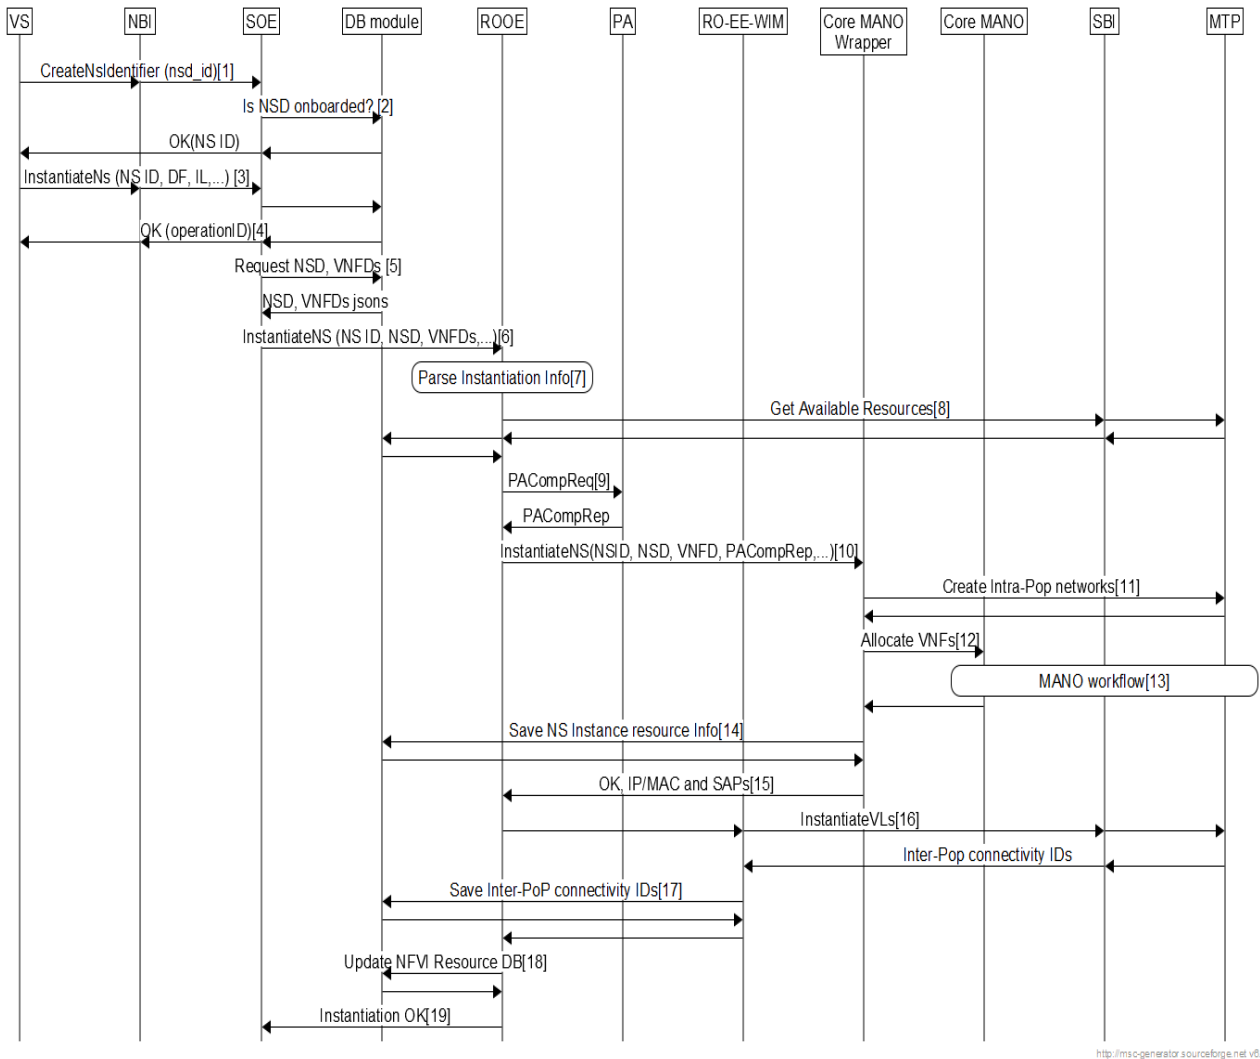 VS NBI SOE DB module ROOE PA RO-EE-WIM Core MANO Core MANO SBI MTP
Wrapper
CreateNsIdentifier (nsd_id)[1]
Is NSD onboarded? [2]
OK(NS ID)
InstantiateNs (NS ID, DF, IL,...) [3]
OK (operationID)[4]
Request NSD, VNFDs [5]
NSD, VNFDs jsons
InstantiateNS (NS ID, NSD, VNFDs,...)[6]
Parse Instantiation Info[7]
Get Available Resources[8]
PACompReq[9]
PACompRep
InstantiateNS(NSID, NSD, VNFD, PACompRep,...)[10]
Create Intra-Pop networks[11]
Allocate VNFs[12]
MANO workflow[13]
Save NS Instance resource Info[14]
OK, IP/MAC and SAPs[15]
InstantiateVLs[16]
Inter-Pop connectivity IDs
Save Inter-PoP connectivity IDs[17]
Update NFVI Resource DB[18]
Instantiation OK[19]
http://msc-generator.sourceforge.net